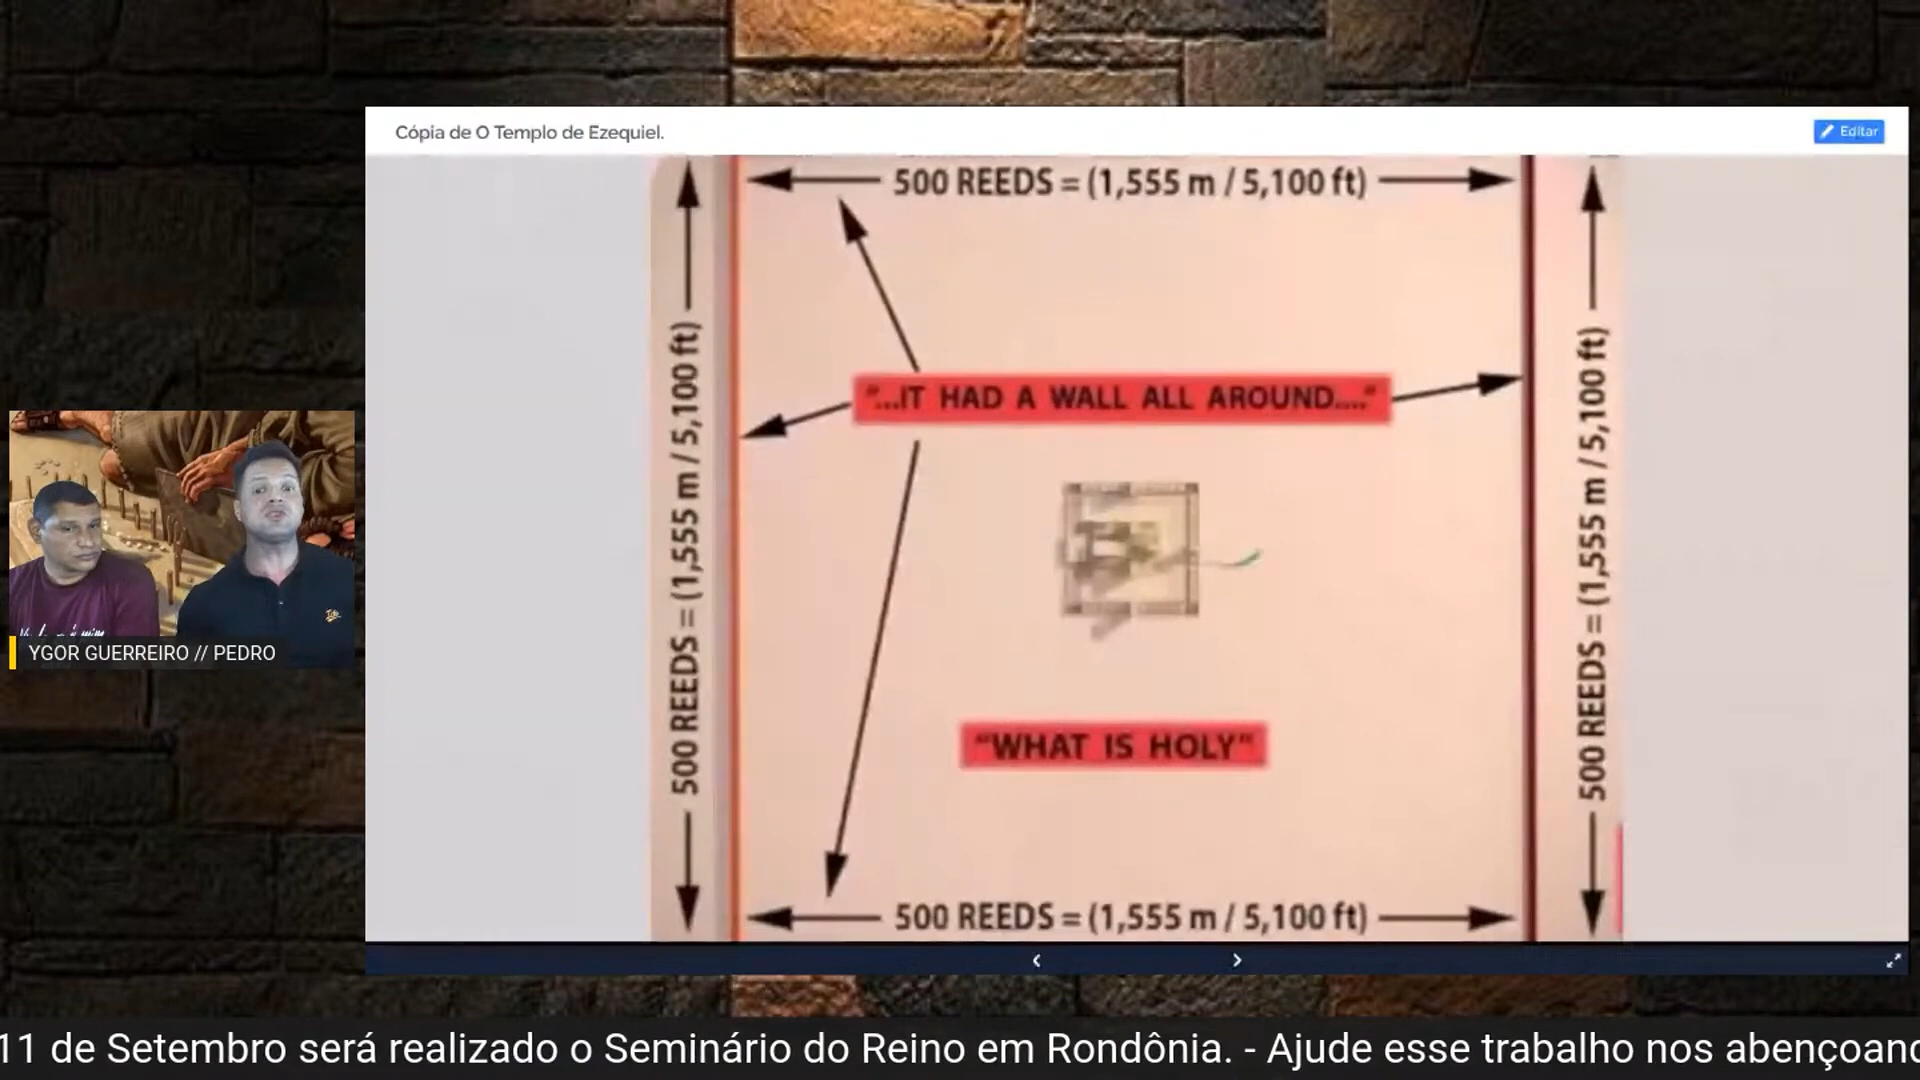 Cópia de O Templo de Ezequiel.
Editar
500 REEDS = (1,555 m / 5,100 ft)
500 REEDS = (1,555 m / 5,100 ft)
500 REEDS = (1,555 m / 5,100 ft)
"...IT HAD A WALL ALL AROUND...."
"WHAT IS HOLY"
500 REEDS = (1,555 m / 5,100 ft)
YGOR GUERREIRO // PEDRO
11 de Setembro será realizado o Seminário do Reino em Rondônia. - Ajude esse trabalho nos abençoand